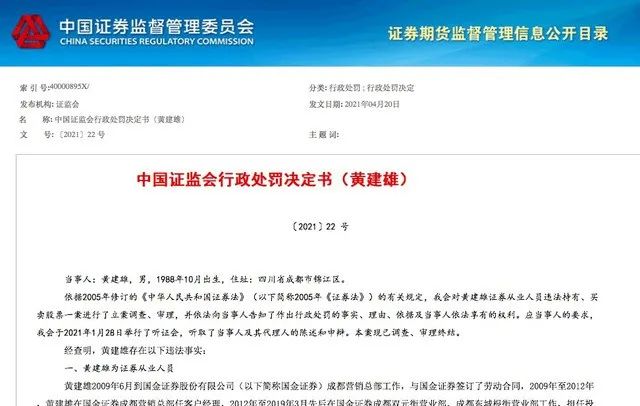 中国证券监督管理委员会
CHINA SECURITIES REGULATORY COMMISSION
证券期货监督管理信息公开目录
索 引 号:40000895X/
分类: 行政处罚 ; 行政处罚决定
发布机构: 证监会
发文日期: 2021年04月20日
名 称: 中国证监会行政处罚决定书（黄建雄）
文 号: 〔2021〕22 号
主 题 词:
中国证监会行政处罚决定书（黄建雄）
〔2021〕22 号
当事人：黄建雄，男，1988年10月出生，住址：四川省成都市锦江区。
依据2005年修订的《中华人民共和国证券法》（以下简称2005年《证券法》）的有关规定，我会对黄建雄证券从业人员违法持有、买
卖股票一案进行了立案调查、审理，并依法向当事人告知了作出行政处罚的事实、理由、依据及当事人依法享有的权利。应当事人的要求，
我会于2021年1月28日举行了听证会，听取了当事人及其代理人的陈述和申辩。本案现已调查、审理终结。
经查明，黄建雄存在以下违法事实：
一、黄建雄为证券从业人员
黄建雄2009年6月到国金证券股份有限公司（以下简称国金证券）成都营销总部工作，与国金证券签订了劳动合同，2009年至2012年，
黄建雄在国金证券成都营销总部任客户经理，2012年至2019年3月先后在国金证券成都双元街营业部、成都东城根街营业部工作，担任投